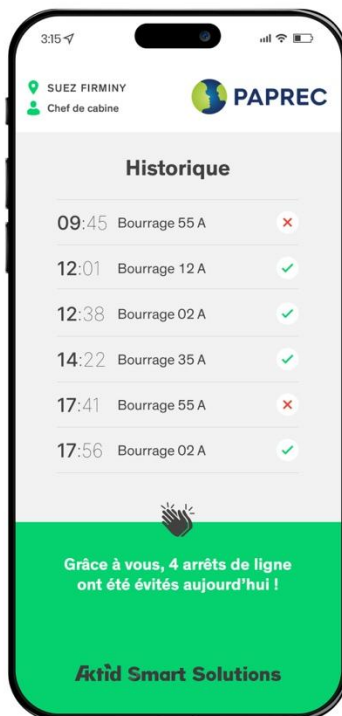 3:15
SUEZ FIRMINY
Chef de cabine
PAPREC
Historique
09:45 Bourrage 55 A
12:01 Bourrage 12 A
12:38 Bourrage 02 A
14:22 Bourrage 35 A
17:41 Bourrage 55 A
17:56 Bourrage 02 A
Grâce à vous, 4 arrêts de ligne
ont été évités aujourd’hui !
Aktid Smart Solutions